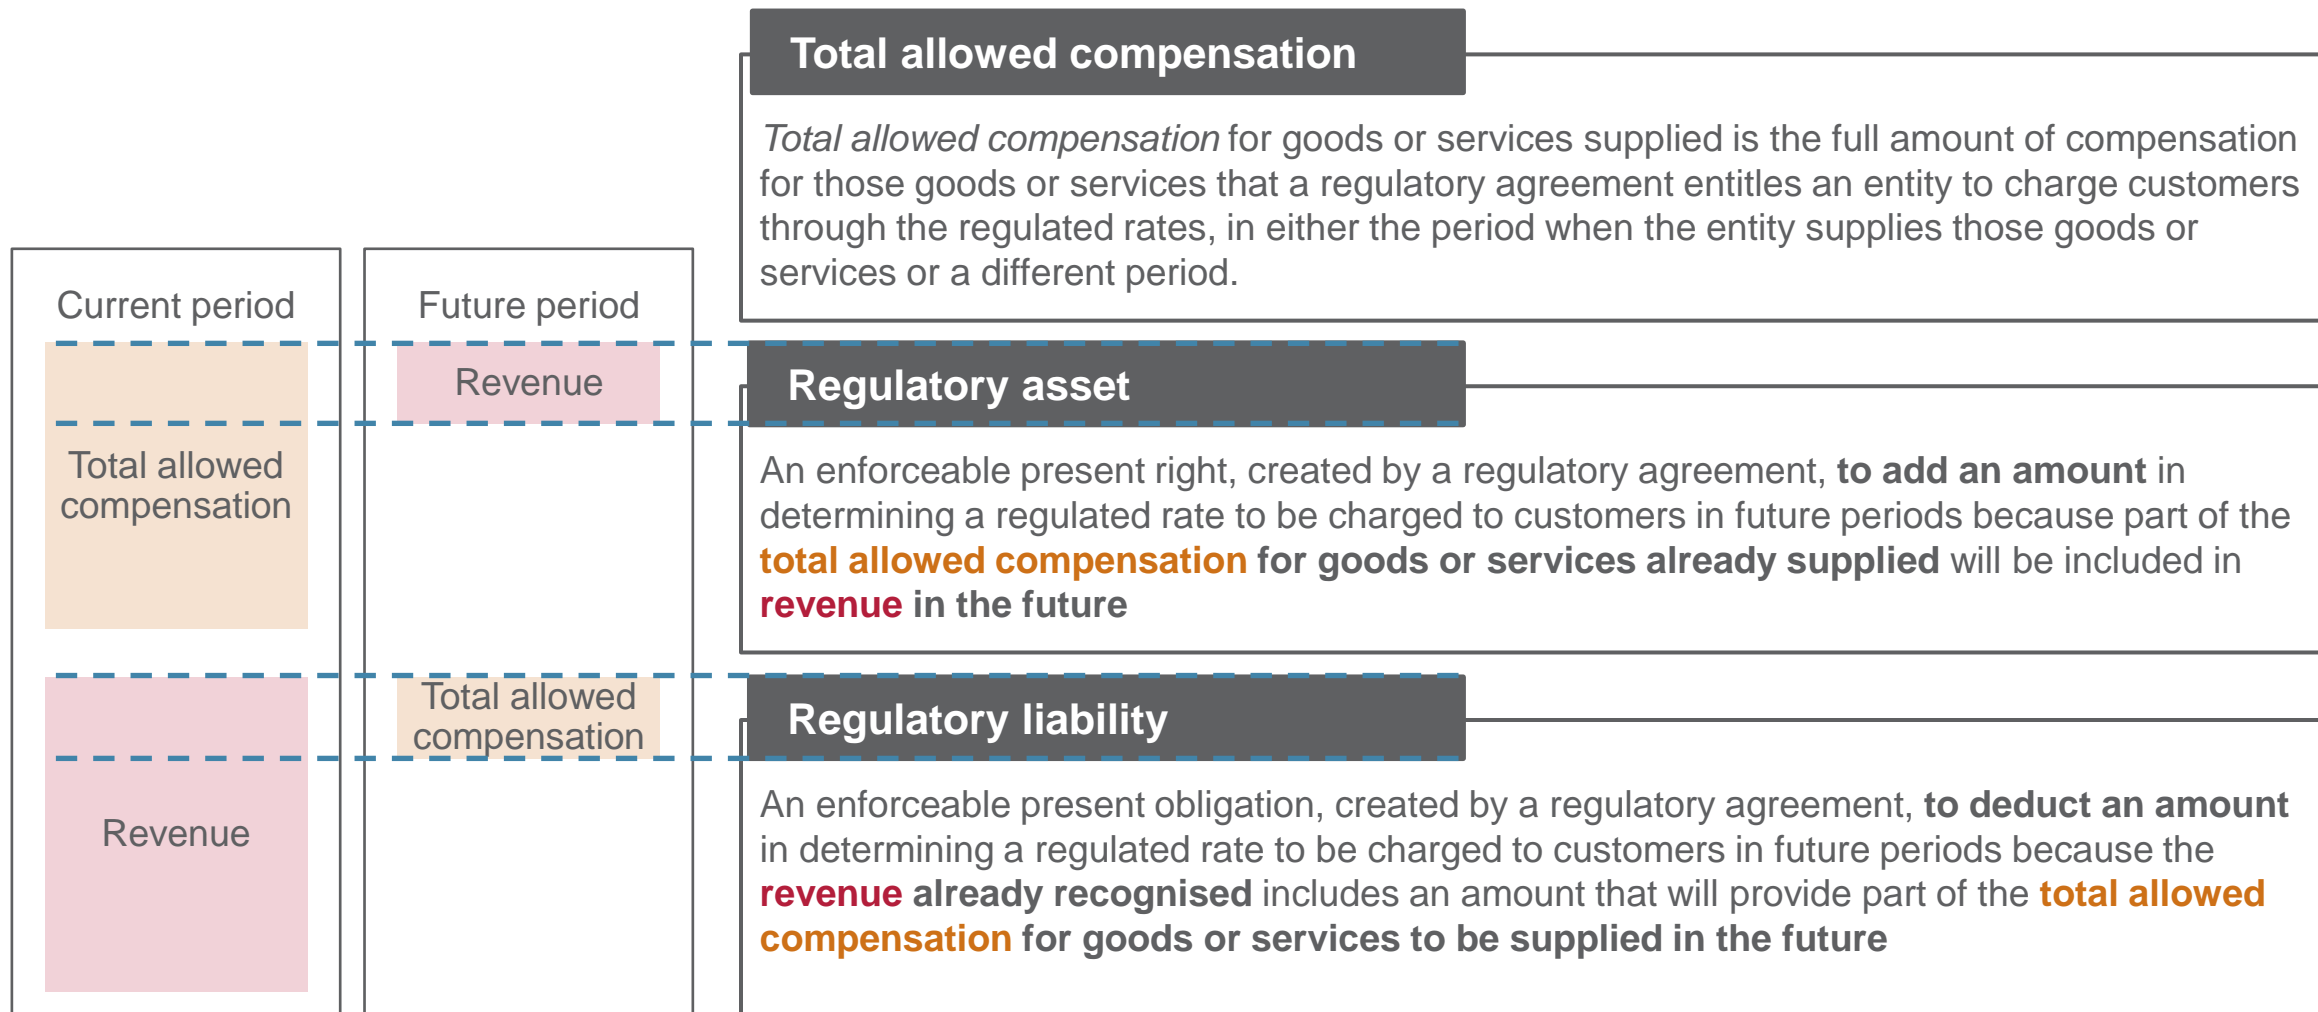 Total allowed compensation
Total allowed compensation for goods or services supplied is the full amount of compensation
for those goods or services that a regulatory agreement entitles an entity to charge customers
through the regulated rates, in either the period when the entity supplies those goods or
services or a different period.
Current period
Future period
Revenue
Total allowed
compensation
Regulatory asset
An enforceable present right, created by a regulatory agreement, to add an amount in
determining a regulated rate to be charged to customers in future periods because part of the
total allowed compensation for goods or services already supplied will be included in
revenue in the future
Total allowed
compensation
Revenue
Regulatory liability
An enforceable present obligation, created by a regulatory agreement, to deduct an amount
in determining a regulated rate to be charged to customers in future periods because the
revenue already recognised includes an amount that will provide part of the total allowed
compensation for goods or services to be supplied in the future